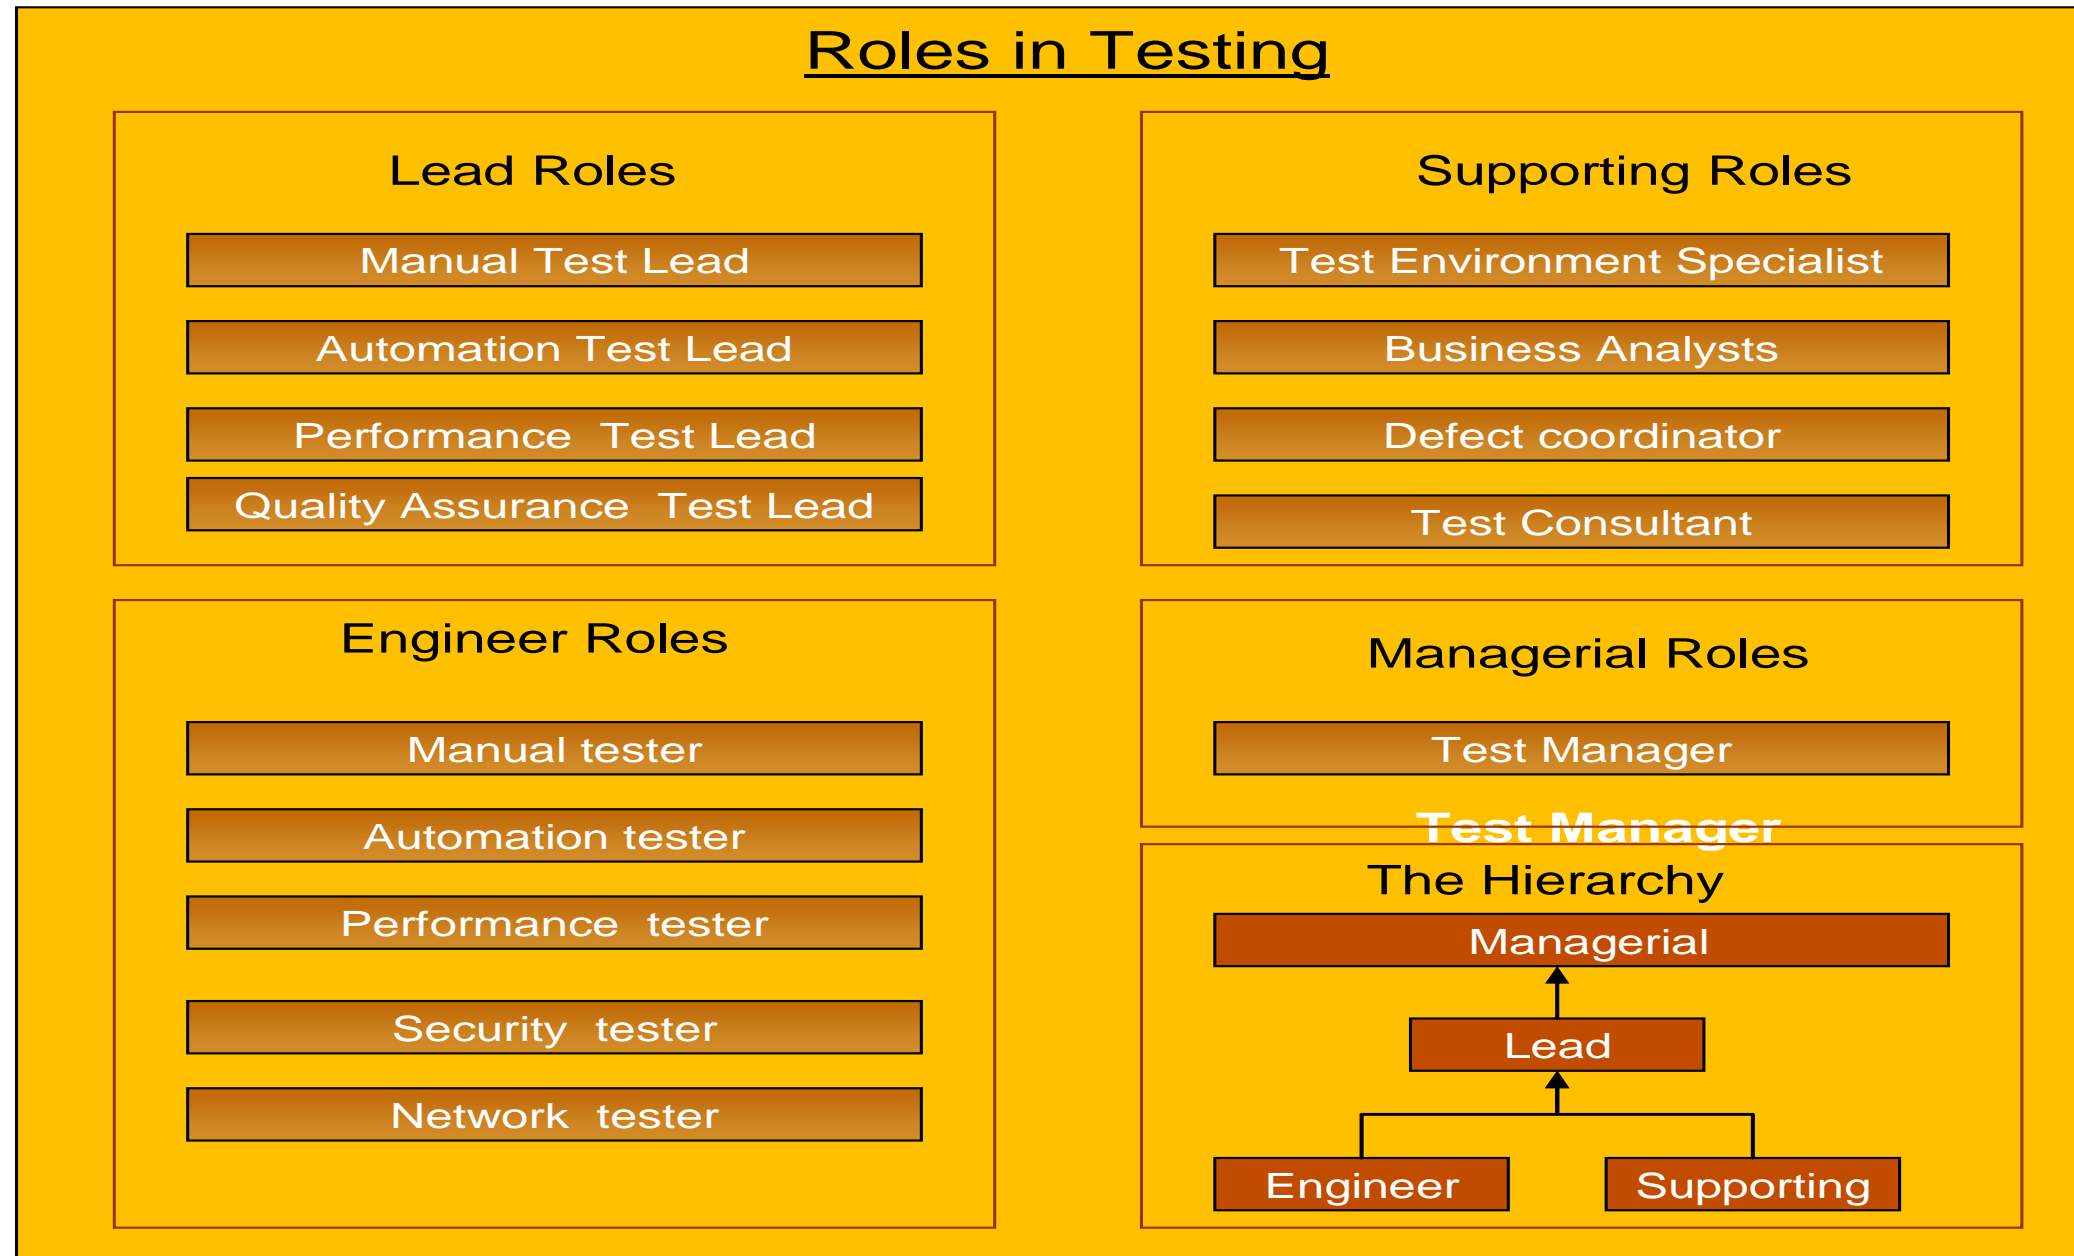 Roles in Testing
Lead Roles
Manual Test Lead
Automation Test Lead
Performance  Test Lead
Quality Assurance  Test Lead
Supporting Roles
Test Environment Specialist
Business Analysts
Defect coordinator
Test Consultant
Engineer Roles
Manual tester
Automation tester
Performance  tester
Security  tester
Network  tester
Managerial Roles
Test Manager
Test Manager
The Hierarchy
Managerial
Lead
Engineer
Supporting